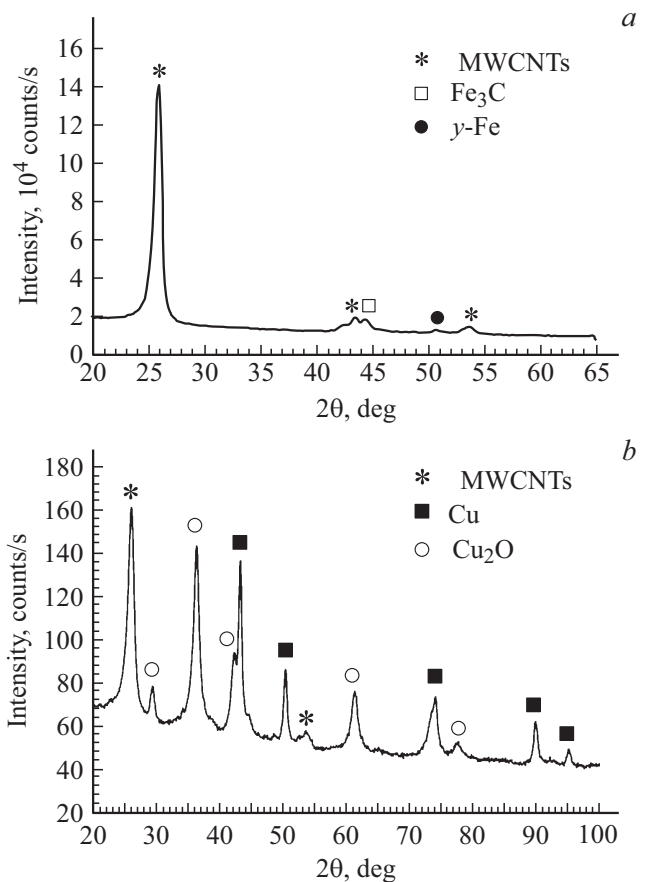 a
16
14
12
10
8
6
4
2
0
Intensity, 10⁴ counts/s
* MWCNTs
□ Fe₃C
● y-Fe
* * □ ● *
20 25 30 35 40 45 50 55 60 65
2θ, deg
b
180
160
140
120
100
80
60
40
20
Intensity, counts/s
* MWCNTs
■ Cu
○ Cu₂O
* ○ ○ ○ ■ ■ * ○ ■ ○ ■ ■
20 30 40 50 60 70 80 90 100
2θ, deg